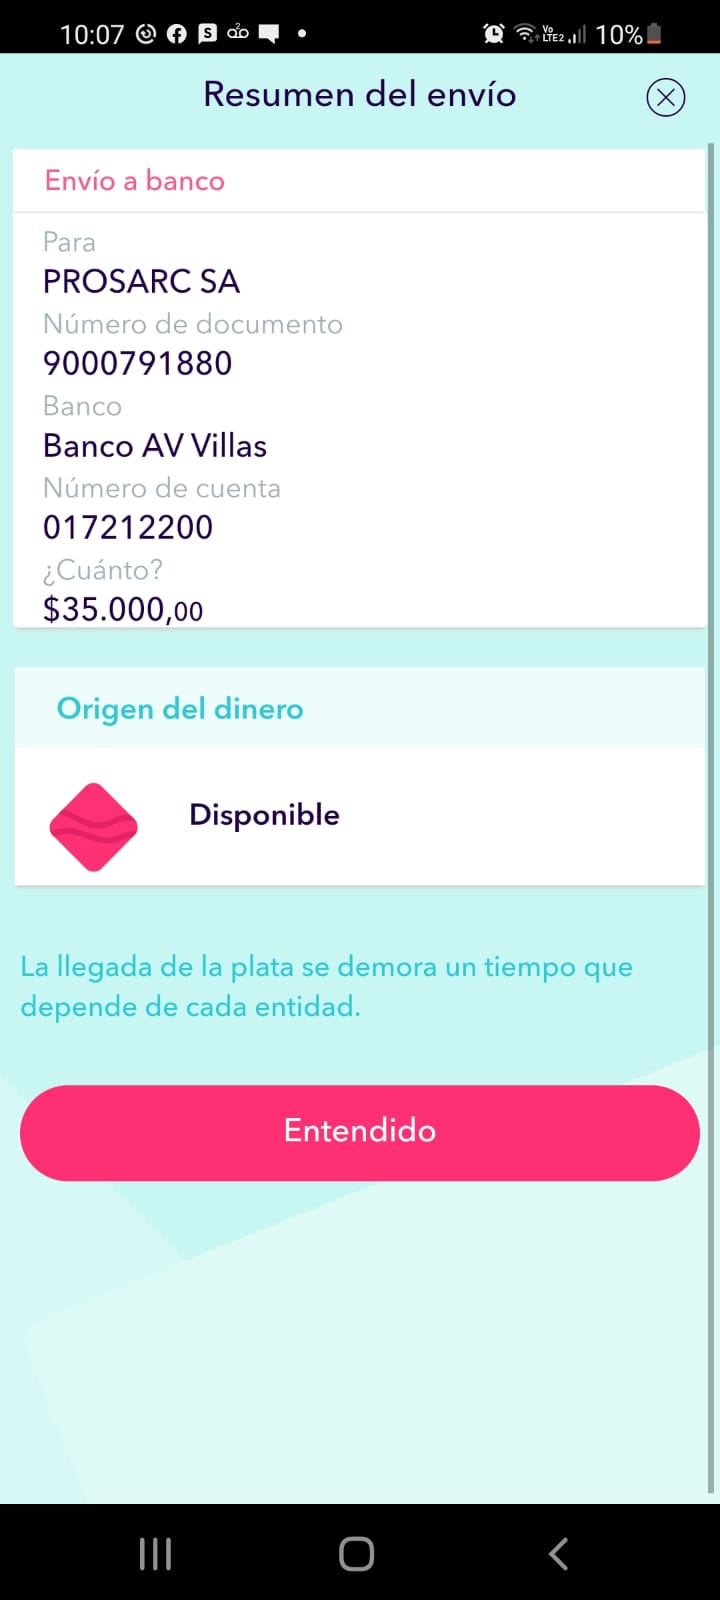 10:07
VoLTE2 10%
Resumen del envío
Envío a banco
Para
PROSARC SA
Número de documento
9000791880
Banco
Banco AV Villas
Número de cuenta
017212200
¿Cuánto?
$35.000,00
Origen del dinero
Disponible
La llegada de la plata se demora un tiempo que
depende de cada entidad.
Entendido